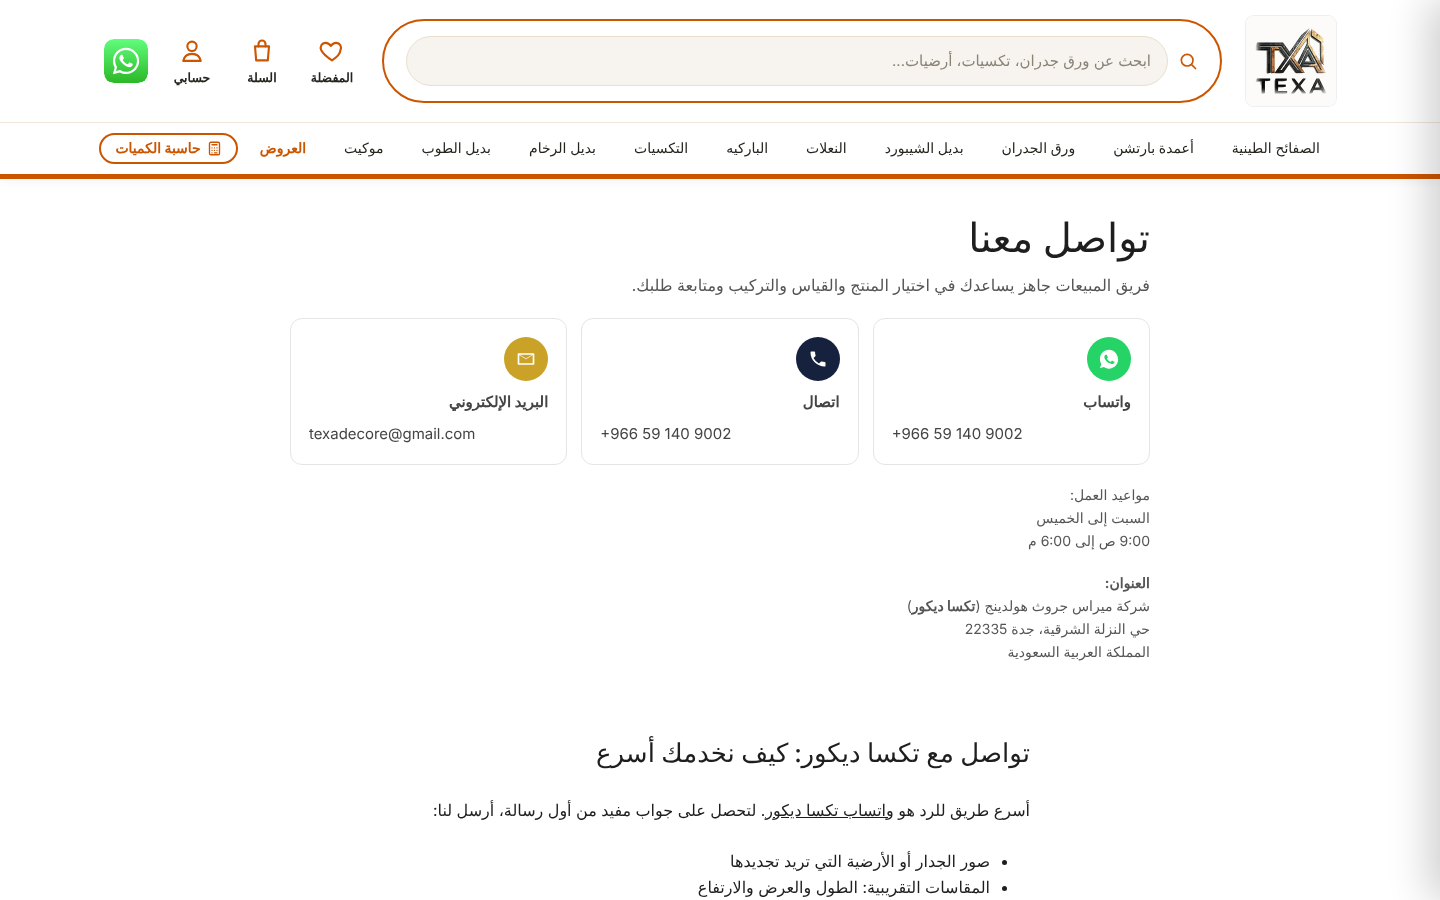 TEXA
ابحث عن ورق جدران، تكسيات، أرضيات...
المفضلة
السلة
حسابي
الصفائح الطينية
أعمدة بارتشن
ورق الجدران
بديل الشيبورد
النعلات
الباركيه
التكسيات
بديل الرخام
بديل الطوب
موكيت
العروض
حاسبة الكميات
تواصل معنا
فريق المبيعات جاهز يساعدك في اختيار المنتج والقياس والتركيب ومتابعة طلبك.
واتساب
+966 59 140 9002
اتصال
+966 59 140 9002
البريد الإلكتروني
texadecore@gmail.com
مواعيد العمل:
السبت إلى الخميس
9:00 ص إلى 6:00 م
العنوان:
شركة ميراس جروث هولدينج (تكسا ديكور)
حي النزلة الشرقية، جدة 22335
المملكة العربية السعودية
تواصل مع تكسا ديكور: كيف نخدمك أسرع
أسرع طريق للرد هو واتساب تكسا ديكور. لتحصل على جواب مفيد من أول رسالة، أرسل لنا:
صور الجدار أو الأرضية التي تريد تجديدها
المقاسات التقريبية: الطول والعرض والارتفاع